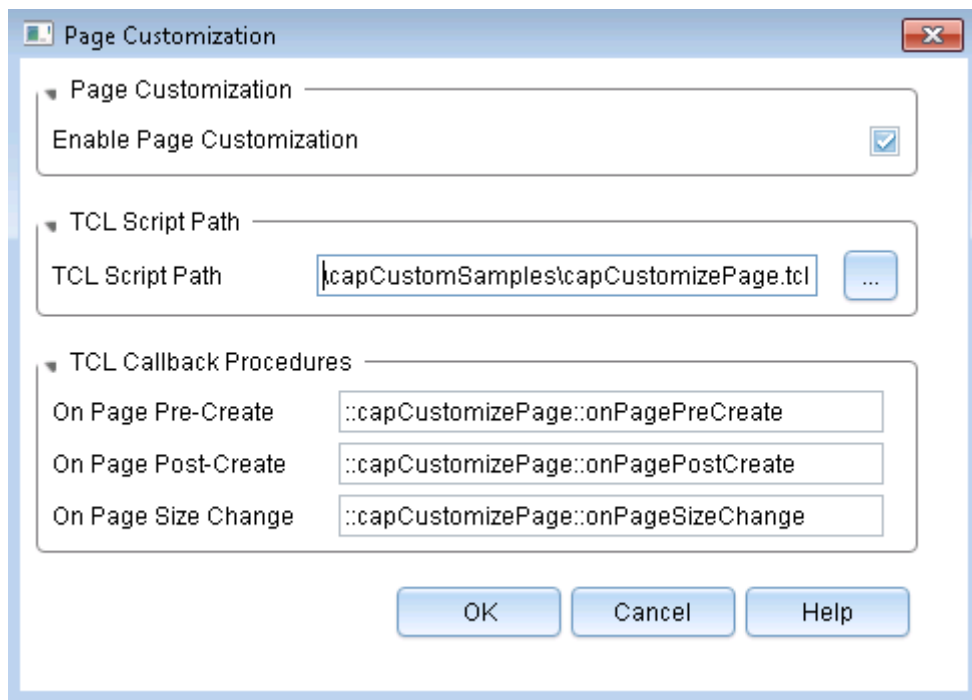 Page Customization
Page Customization
Enable Page Customization
TCL Script Path
TCL Script Path \capCustomSamples\capCustomizePage.tcl ...
TCL Callback Procedures
On Page Pre-Create ::capCustomizePage::onPagePreCreate
On Page Post-Create ::capCustomizePage::onPagePostCreate
On Page Size Change ::capCustomizePage::onPageSizeChange
OK Cancel Help